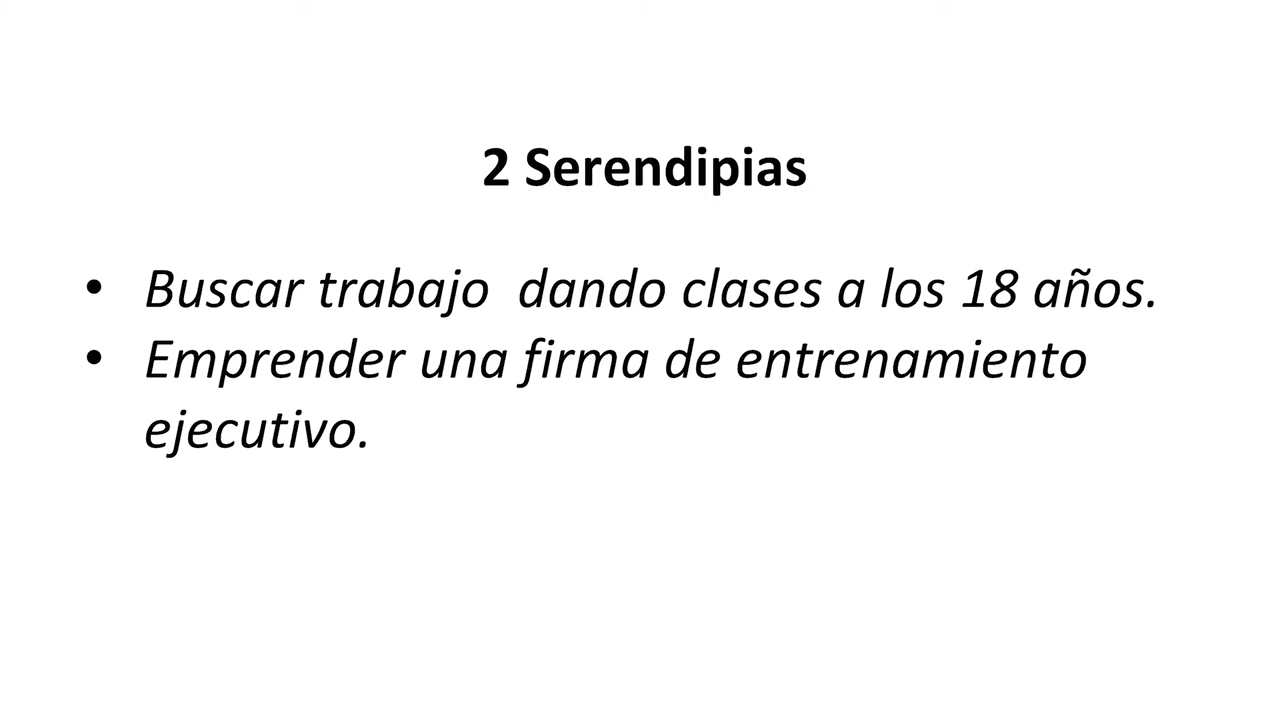 2 Serendipias
• Buscar trabajo  dando clases a los 18 años.
• Emprender una firma de entrenamiento
ejecutivo.